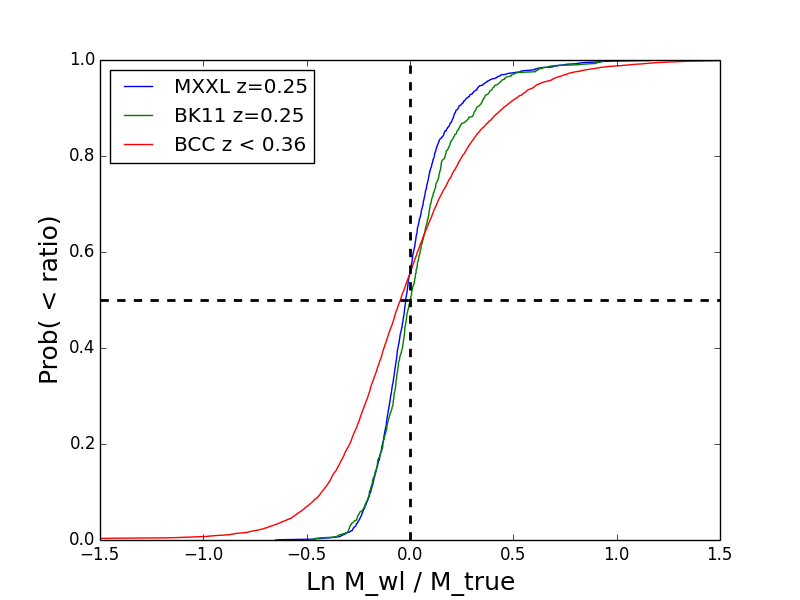 MXXL z=0.25
BK11 z=0.25
BCC z < 0.36
1.0
0.8
0.6
0.4
0.2
0.0
Prob( < ratio)
−1.5 −1.0 −0.5 0.0 0.5 1.0 1.5
Ln M_wl / M_true